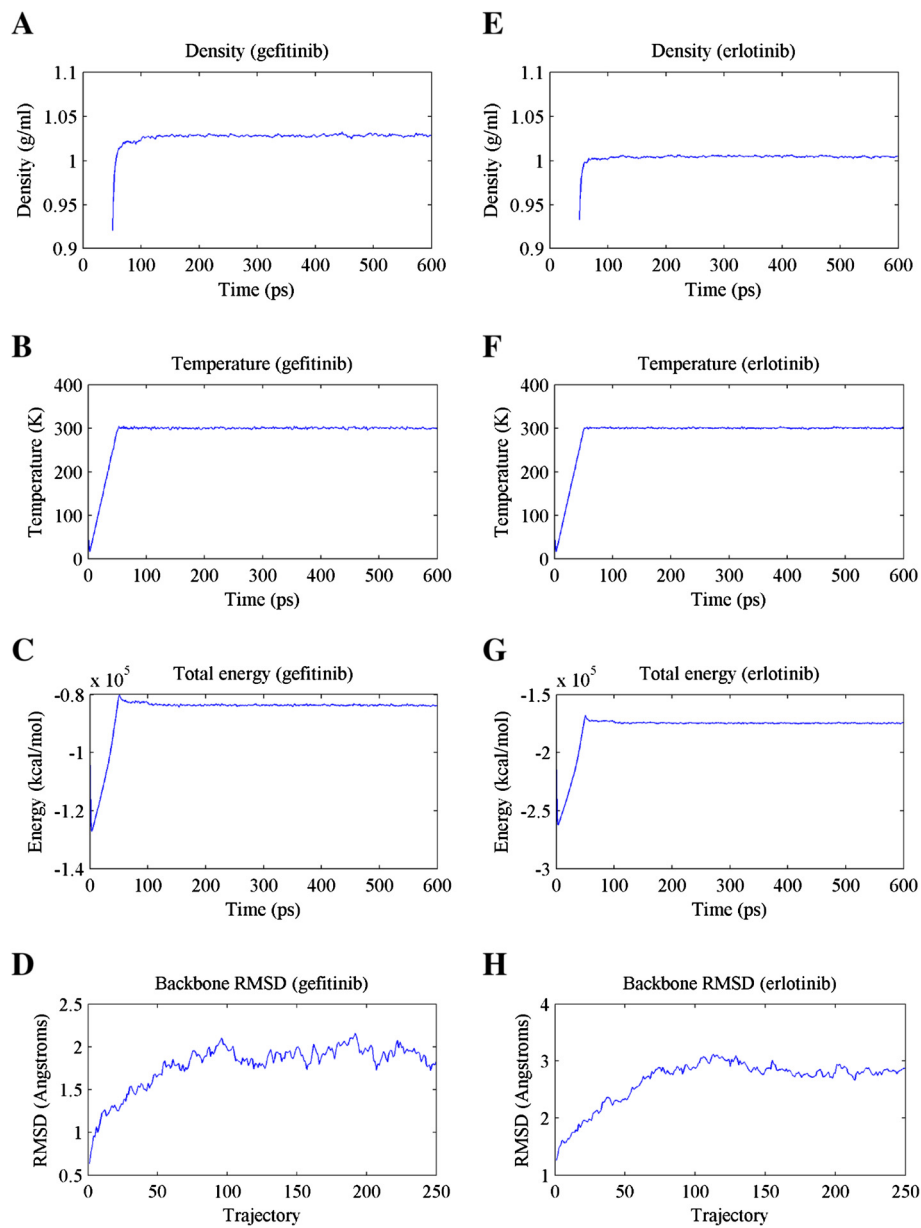 A
Density (gefitinib)
1.1
1.05
1
0.95
0.9
Density (g/ml)
0 100 200 300 400 500 600
Time (ps)
E
Density (erlotinib)
1.1
1.05
1
0.95
0.9
Density (g/ml)
0 100 200 300 400 500 600
Time (ps)
B
Temperature (gefitinib)
400
300
200
100
0
Temperature (K)
0 100 200 300 400 500 600
Time (ps)
F
Temperature (erlotinib)
400
300
200
100
0
Temperature (K)
0 100 200 300 400 500 600
Time (ps)
C
x 10^5
Total energy (gefitinib)
-0.8
-1
-1.2
-1.4
Energy (kcal/mol)
0 100 200 300 400 500 600
Time (ps)
G
x 10^5
Total energy (erlotinib)
-1.5
-2
-2.5
-3
Energy (kcal/mol)
0 100 200 300 400 500 600
Time (ps)
D
Backbone RMSD (gefitinib)
2.5
2
1.5
1
0.5
RMSD (Angstroms)
0 50 100 150 200 250
Trajectory
H
Backbone RMSD (erlotinib)
4
3
2
1
RMSD (Angstroms)
0 50 100 150 200 250
Trajectory